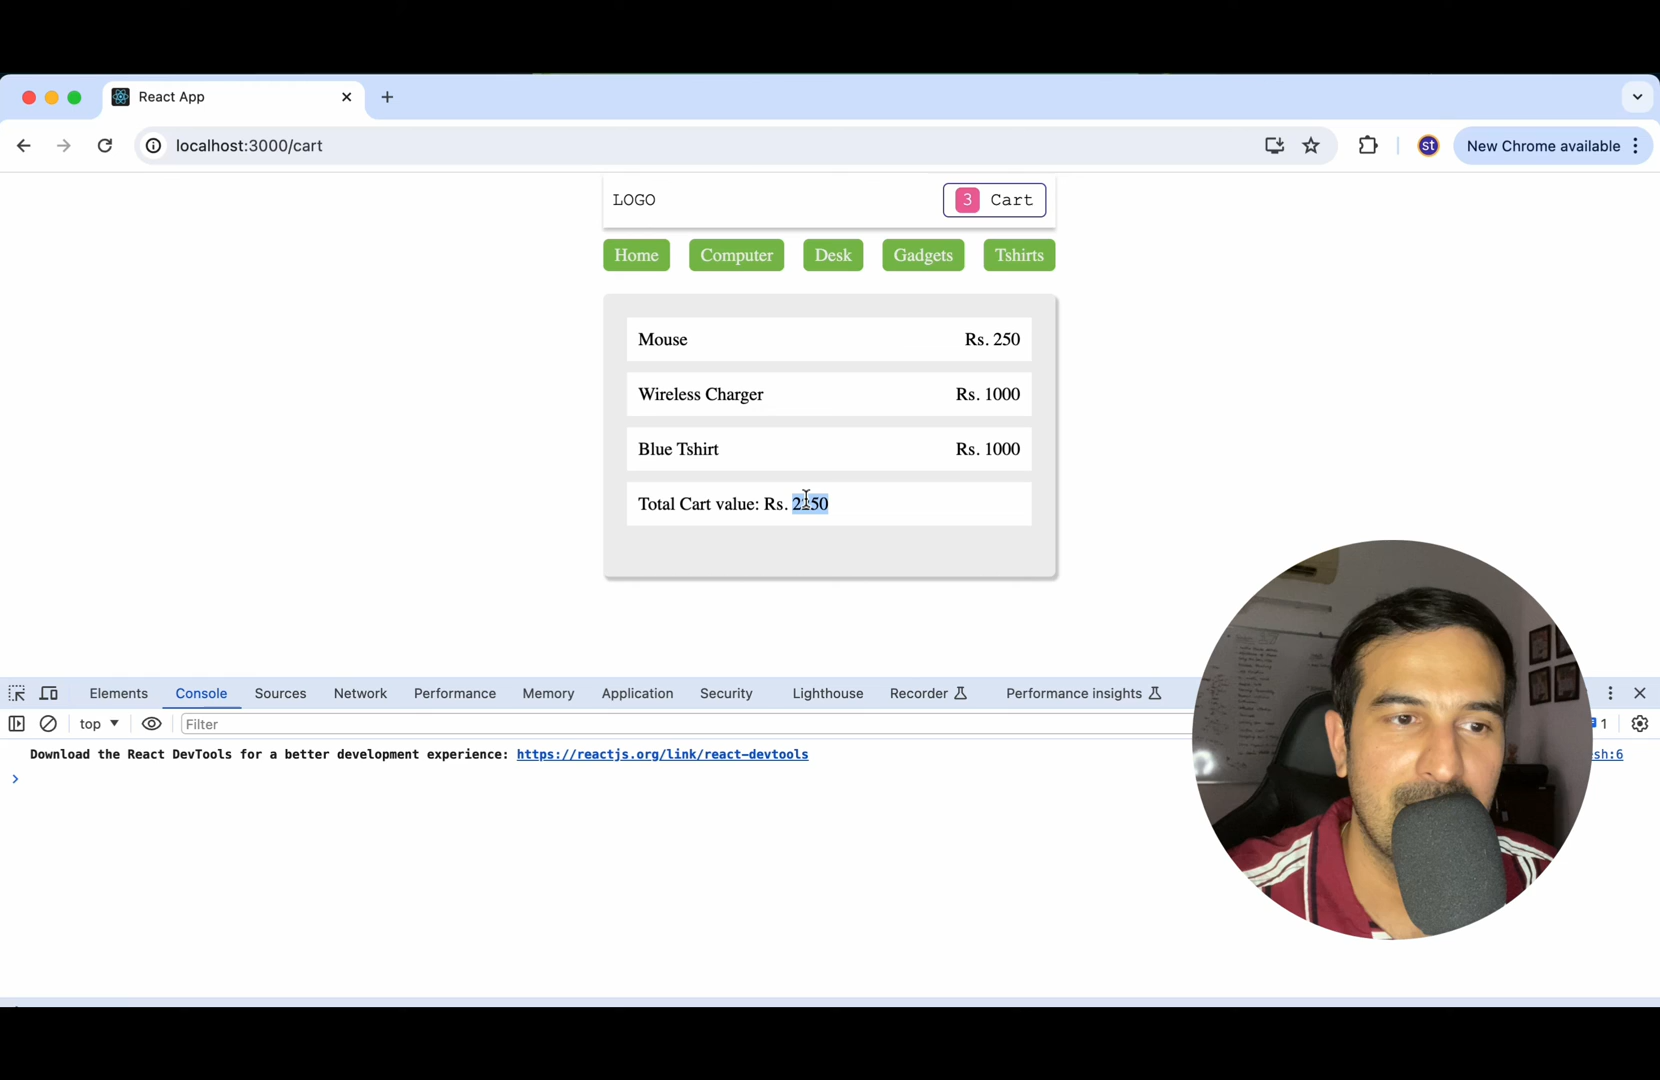 React App
localhost:3000/cart
st
New Chrome available
LOGO
3 Cart
Home Computer Desk Gadgets Tshirts
Mouse Rs. 250
Wireless Charger Rs. 1000
Blue Tshirt Rs. 1000
Total Cart value: Rs. 2250
Elements Console Sources Network Performance Memory Application Security Lighthouse Recorder Performance insights
top Filter 1
Download the React DevTools for a better development experience: https://reactjs.org/link/react-devtools esh:6